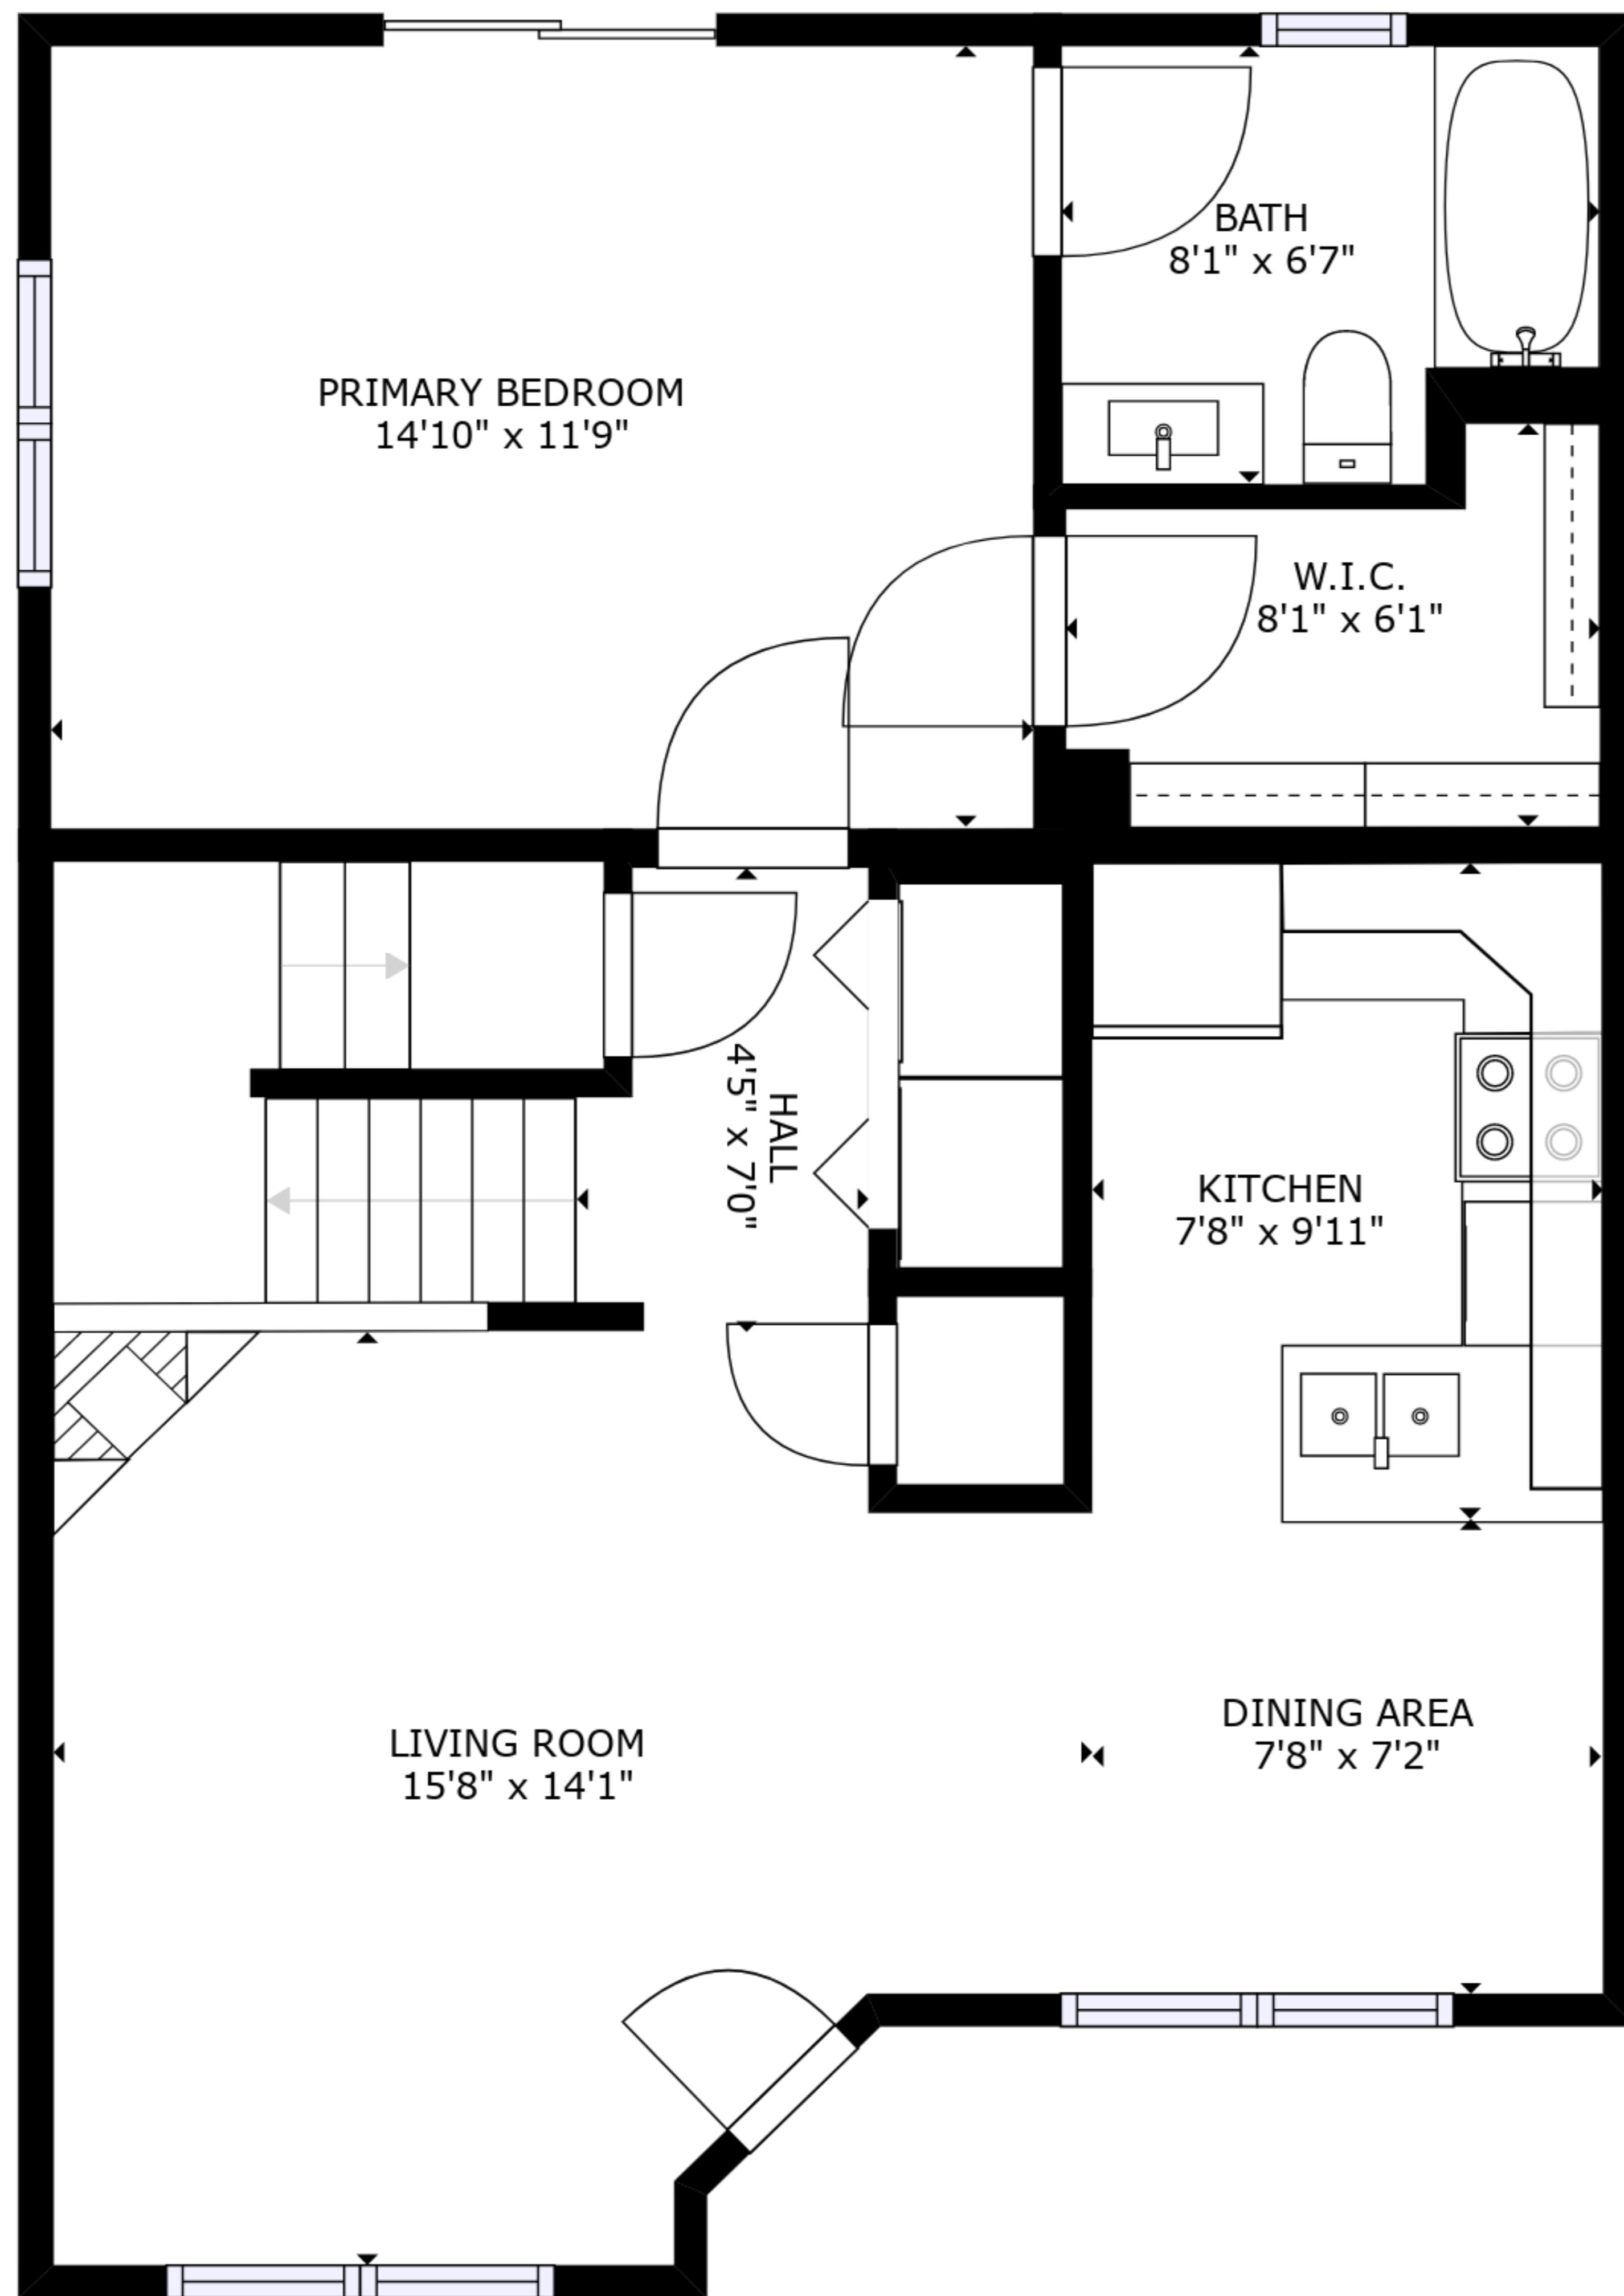 BATH
8'1" x 6'7"
PRIMARY BEDROOM
14'10" x 11'9"
W.I.C.
8'1" x 6'1"
HALL
4'5" x 7'0"
KITCHEN
7'8" x 9'11"
DINING AREA
7'8" x 7'2"
LIVING ROOM
15'8" x 14'1"